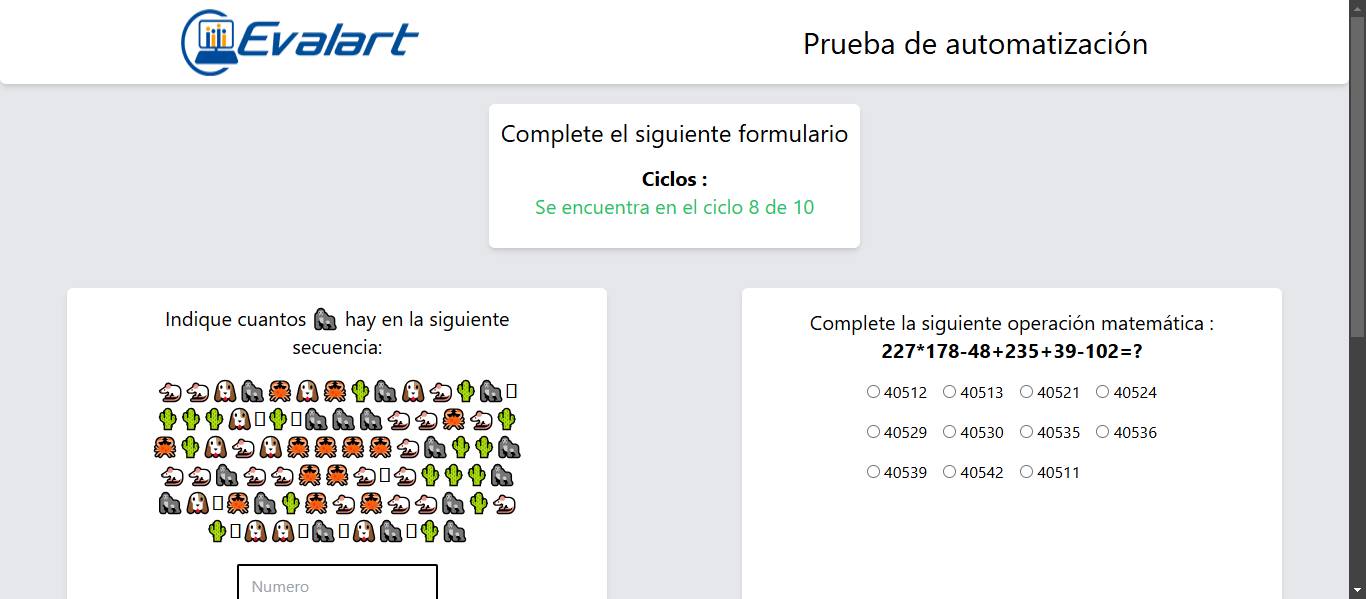 Evalart
Prueba de automatización
Complete el siguiente formulario
Ciclos :
Se encuentra en el ciclo 8 de 10
Indique cuantos 🦍 hay en la siguiente
secuencia:
Numero
Complete la siguiente operación matemática :
227*178-48+235+39-102=?
40512 40513 40521 40524
40529 40530 40535 40536
40539 40542 40511